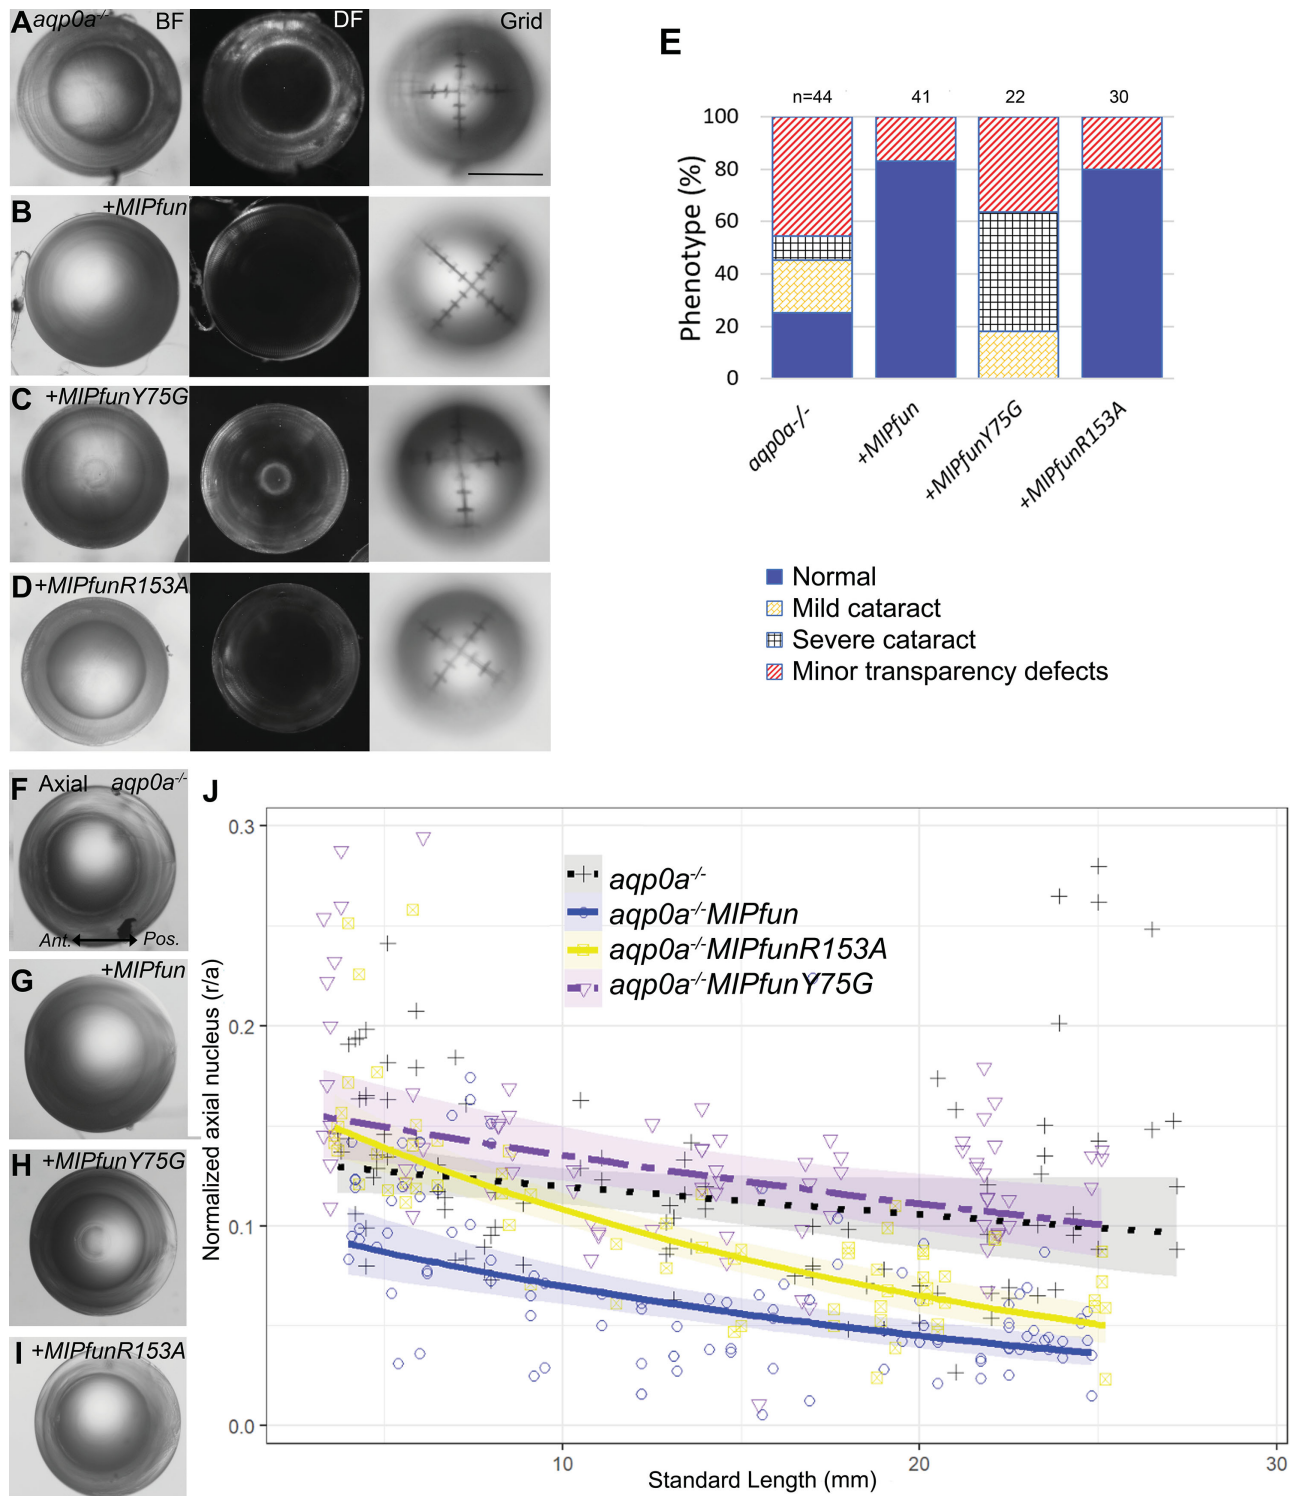 A aqp0a-/- BF DF Grid
B +MIPfun
C +MIPfunY75G
D +MIPfunR153A
E
n=44 41 22 30
Phenotype (%)
100
80
60
40
20
0
aqp0a-/-
+MIPfun
+MIPfunY75G
+MIPfunR153A
Normal
Mild cataract
Severe cataract
Minor transparency defects
F Axial aqp0a-/-
Ant. Pos.
G +MIPfun
H +MIPfunY75G
I +MIPfunR153A
J
Normalized axial nucleus (r/a)
0.3
0.2
0.1
0.0
aqp0a-/-
aqp0a-/-MIPfun
aqp0a-/-MIPfunR153A
aqp0a-/-MIPfunY75G
10 20 30
Standard Length (mm)